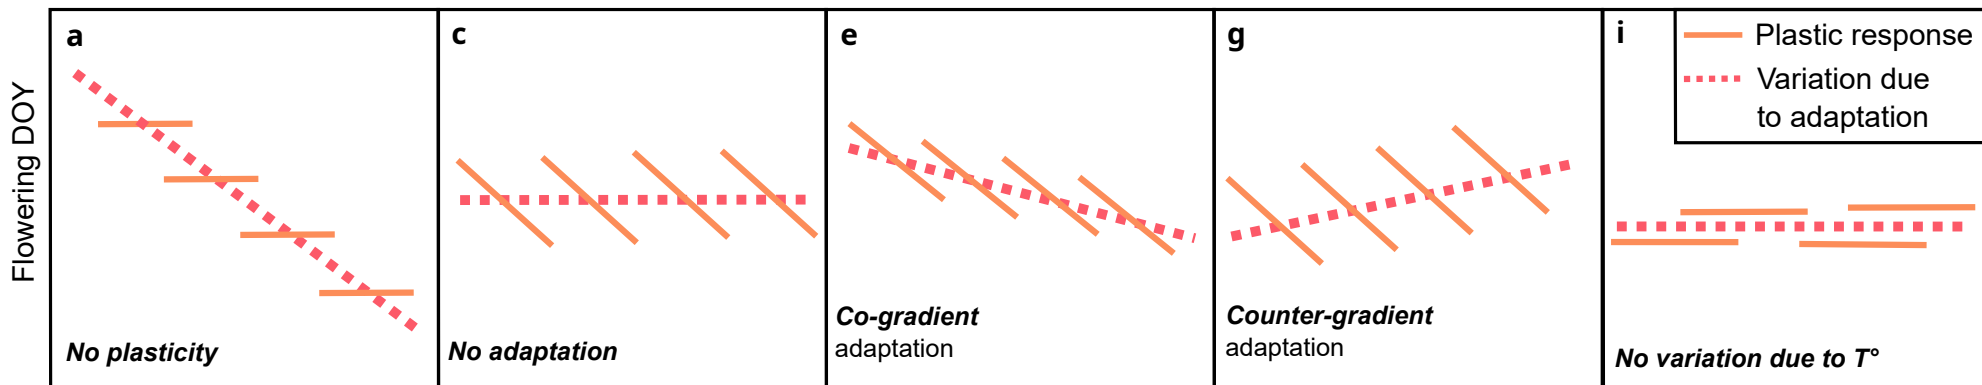 Flowering DOY
a
No plasticity
c
No adaptation
e
Co-gradient
adaptation
g
Counter-gradient
adaptation
i
Plastic response
Variation due
to adaptation
No variation due to T°